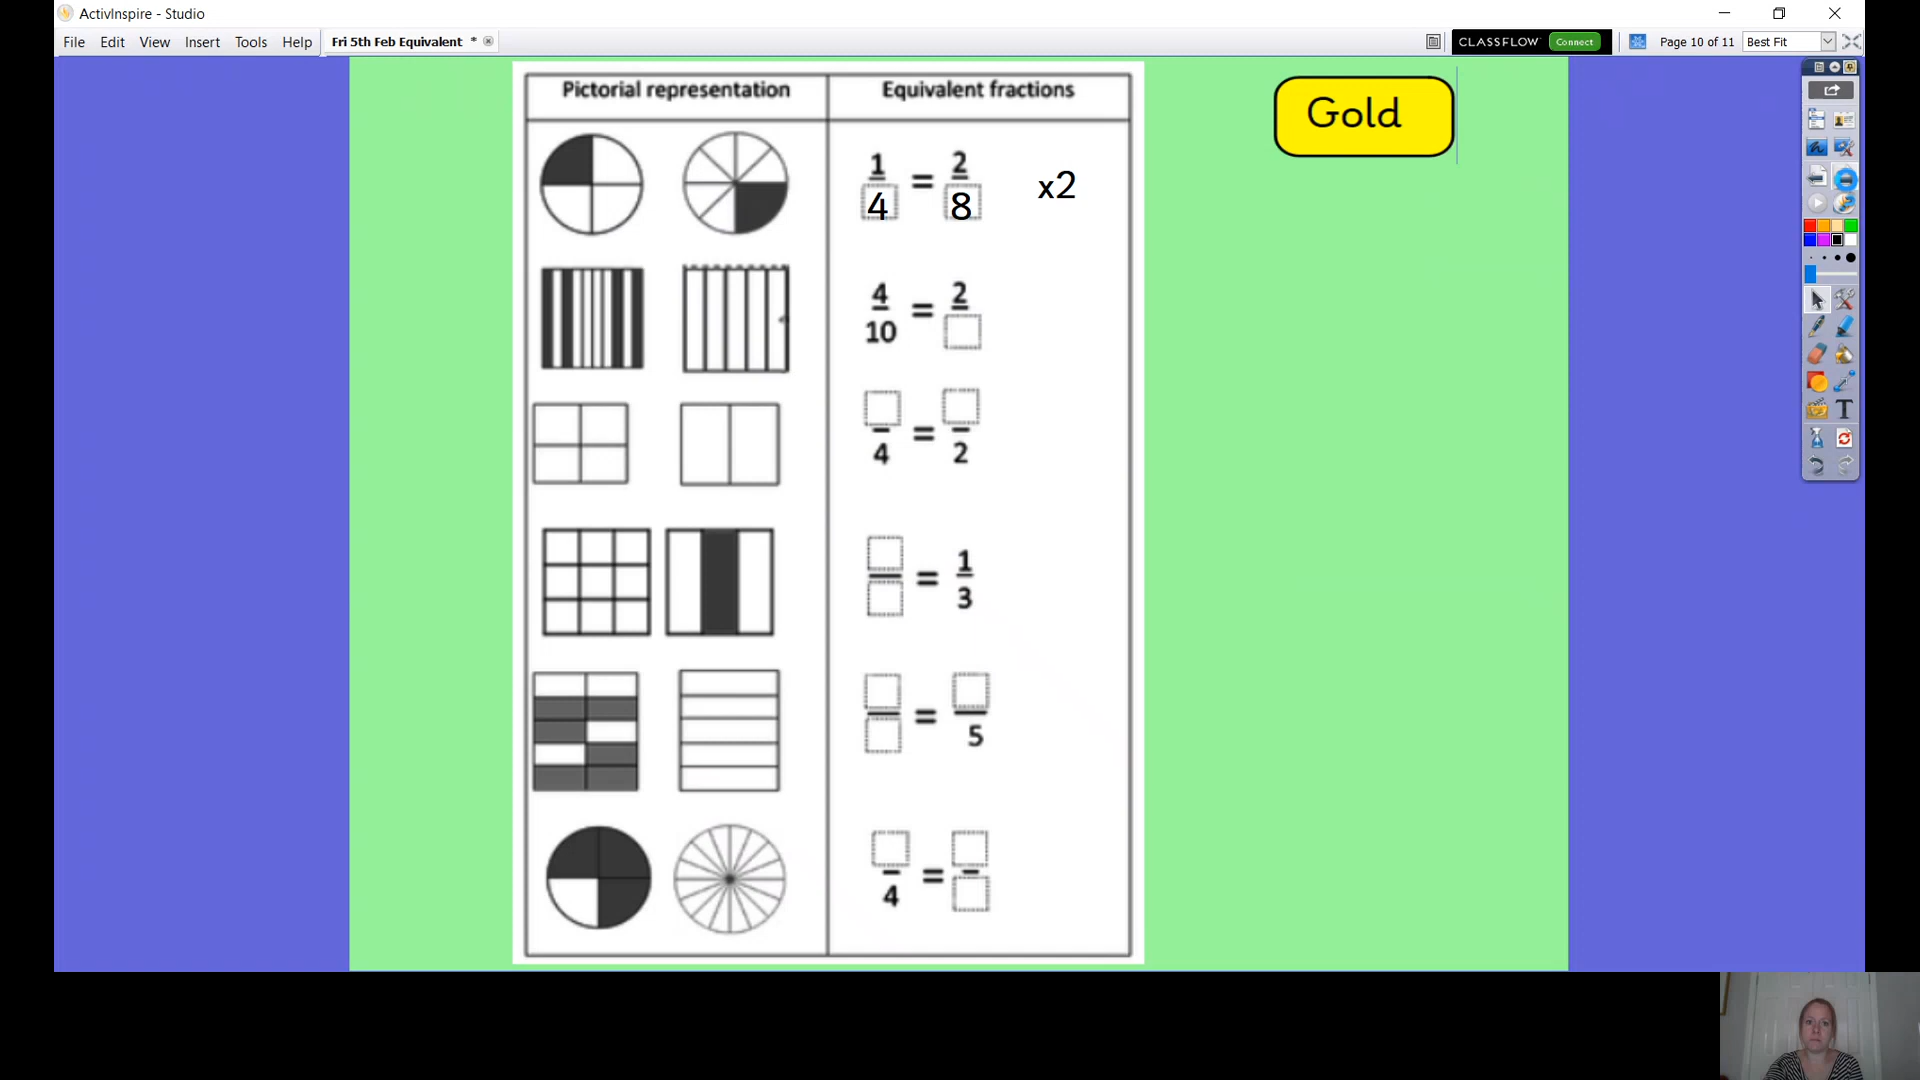 ActivInspire - Studio
File Edit View Insert Tools Help Fri 5th Feb Equivalent * CLASSFLOW Connect Page 10 of 11 Best Fit
Pictorial representation Equivalent fractions
Gold
1 = 2 x2
4 8
4 = 2
10
=
4 2
= 1
3
=
5
=
4
T